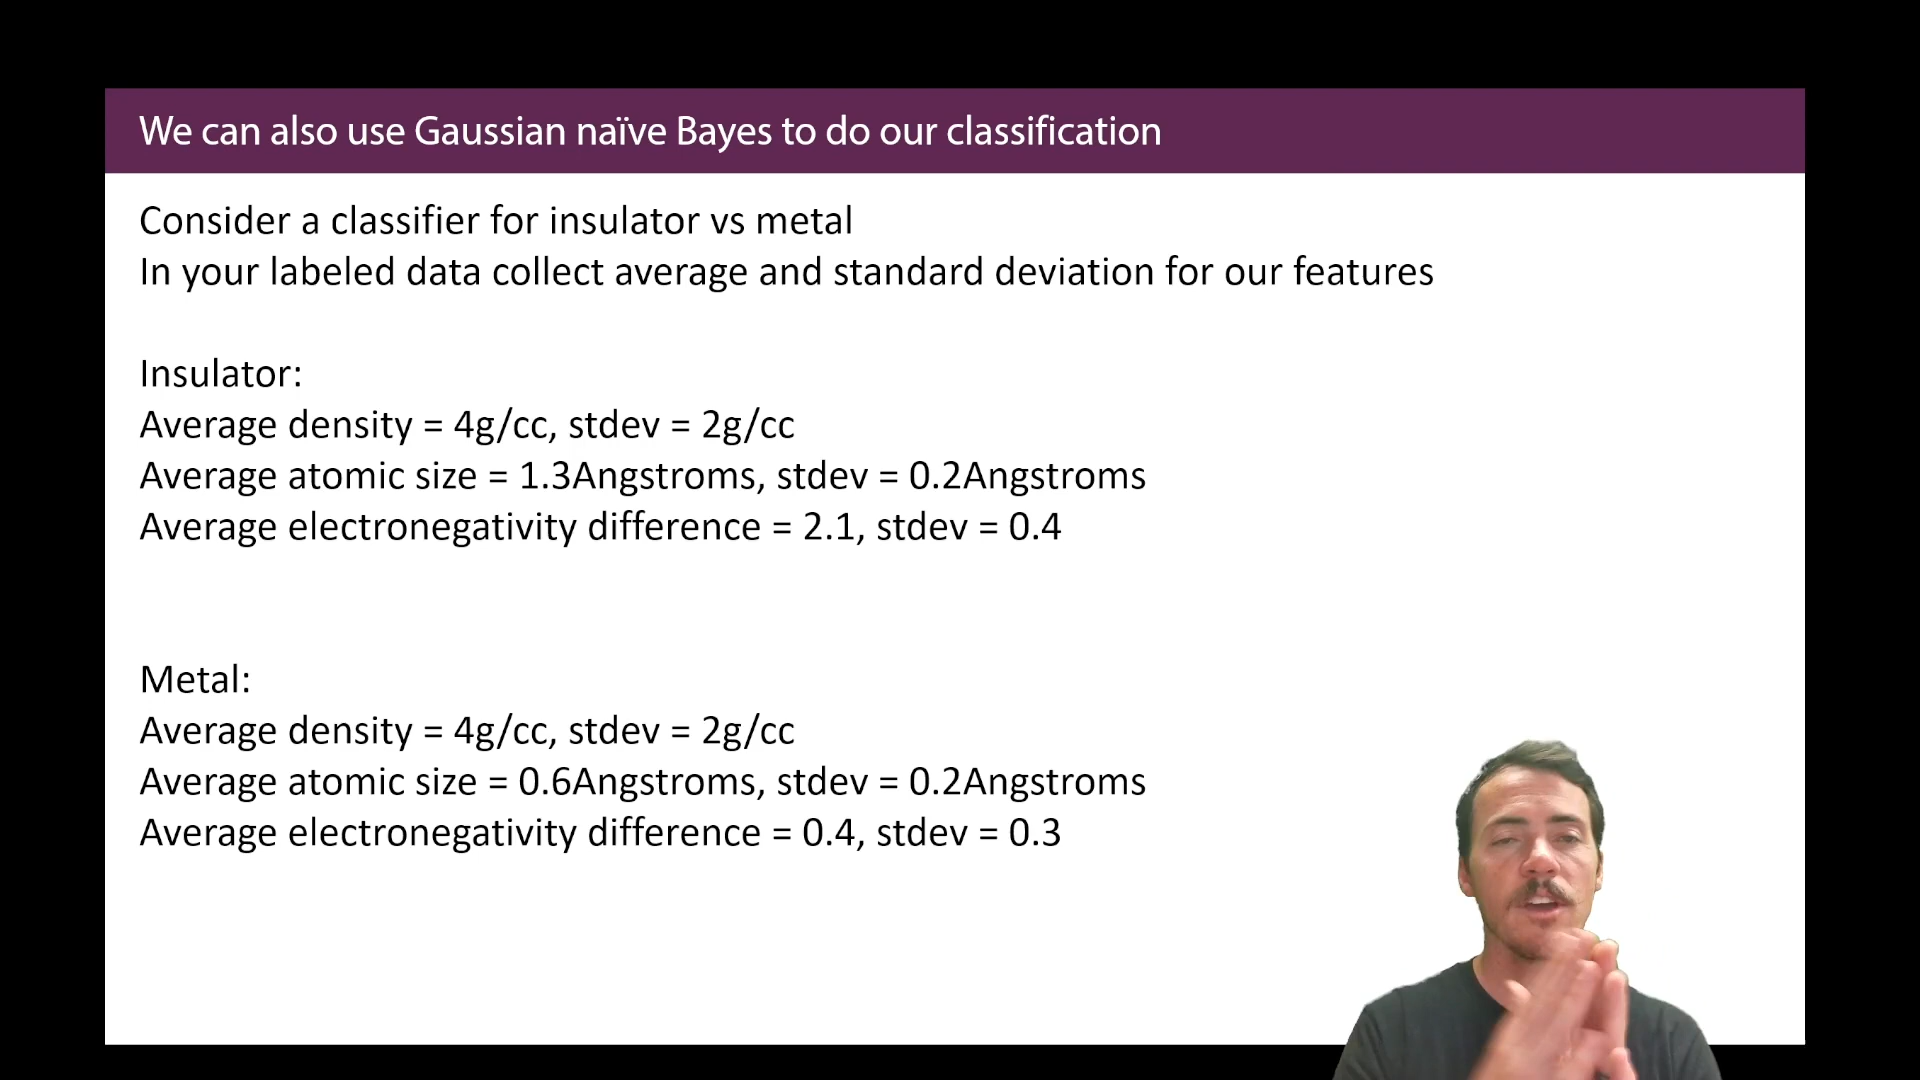 We can also use Gaussian naïve Bayes to do our classification
Consider a classifier for insulator vs metal
In your labeled data collect average and standard deviation for our features
Insulator:
Average density = 4g/cc, stdev = 2g/cc
Average atomic size = 1.3Angstroms, stdev = 0.2Angstroms
Average electronegativity difference = 2.1, stdev = 0.4
Metal:
Average density = 4g/cc, stdev = 2g/cc
Average atomic size = 0.6Angstroms, stdev = 0.2Angstroms
Average electronegativity difference = 0.4, stdev = 0.3